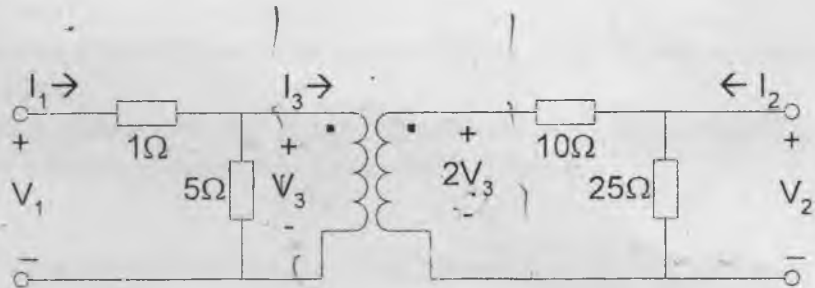 I₁ → I₃ → ← I₂
+ 1Ω + + 10Ω +
V₁ 5Ω V₃ 2V₃ 25Ω V₂
− - - −